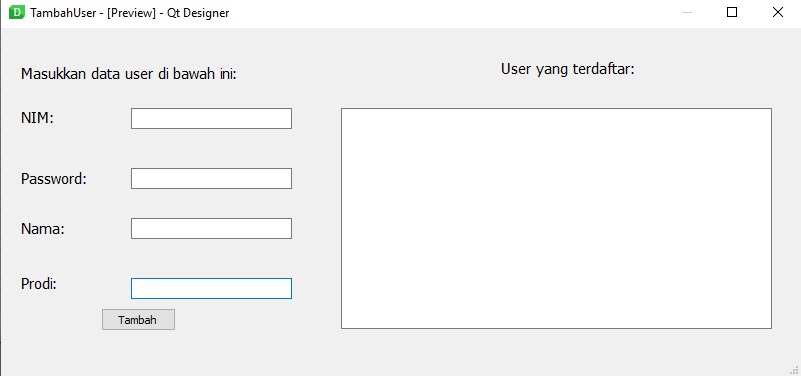 TambahUser - [Preview] - Qt Designer
Masukkan data user di bawah ini:
User yang terdaftar:
NIM:
Password:
Nama:
Prodi:
Tambah